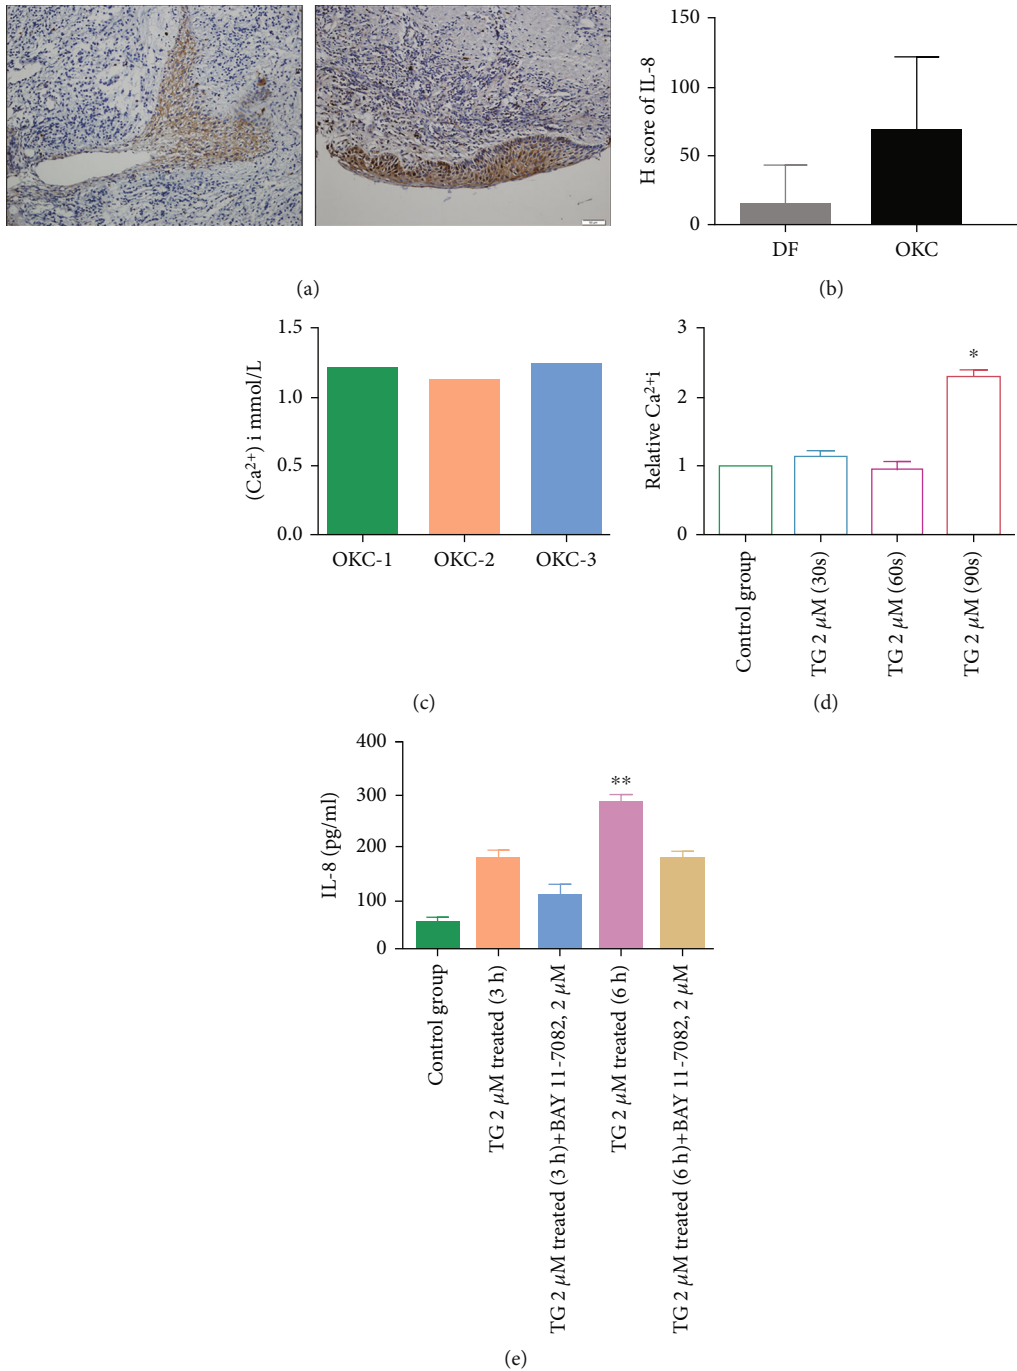 (a)
H score of IL-8
150
100
50
0
DF
OKC
(b)
(Ca²⁺) i mmol/L
1.5
1.0
0.5
0.0
OKC-1
OKC-2
OKC-3
(c)
Relative Ca²⁺i
3
2
1
0
*
Control group
TG 2 μM (30s)
TG 2 μM (60s)
TG 2 μM (90s)
(d)
IL-8 (pg/ml)
400
300
200
100
0
**
Control group
TG 2 μM treated (3 h)
TG 2 μM treated (3 h)+BAY 11-7082, 2 μM
TG 2 μM treated (6 h)
TG 2 μM treated (6 h)+BAY 11-7082, 2 μM
(e)